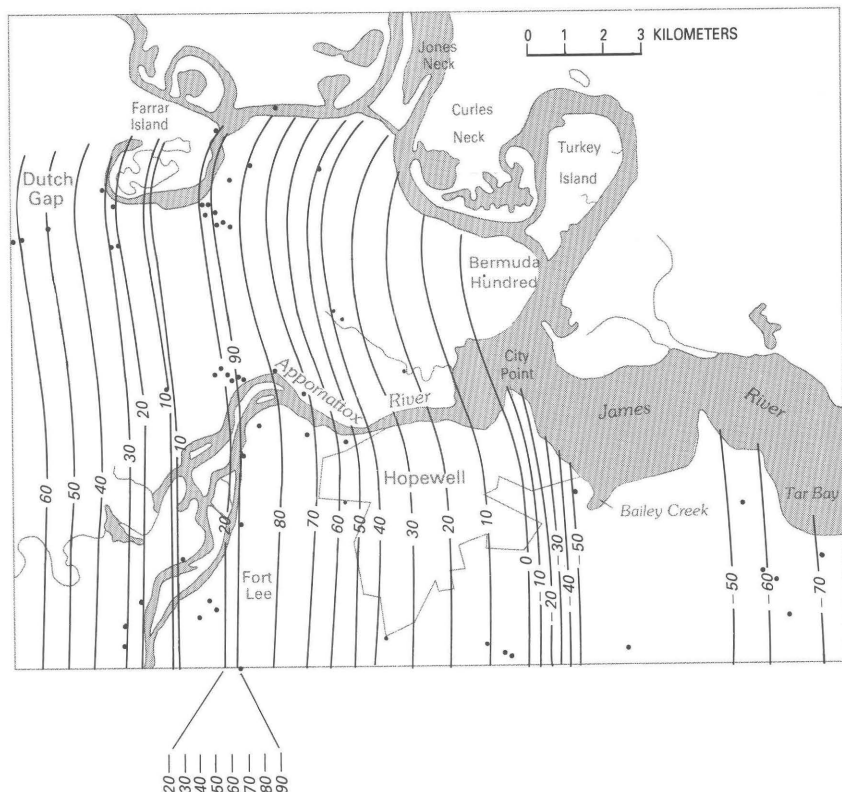 0 1 2 3 KILOMETERS
Jones
Neck
Curles
Neck
Farrar
Island
Turkey
Island
Dutch
Gap
Bermuda
Hundred
City
Point
Appomattox
River
James
River
Hopewell
Bailey Creek
Tar Bay
Fort
Lee
90
20
10
10
30
60
50
40
20
80
70
60
50
40
30
20
10
0
–10
–20
–30
–40
–50
–50
–60
–70
20
30
40
50
60
70
80
90